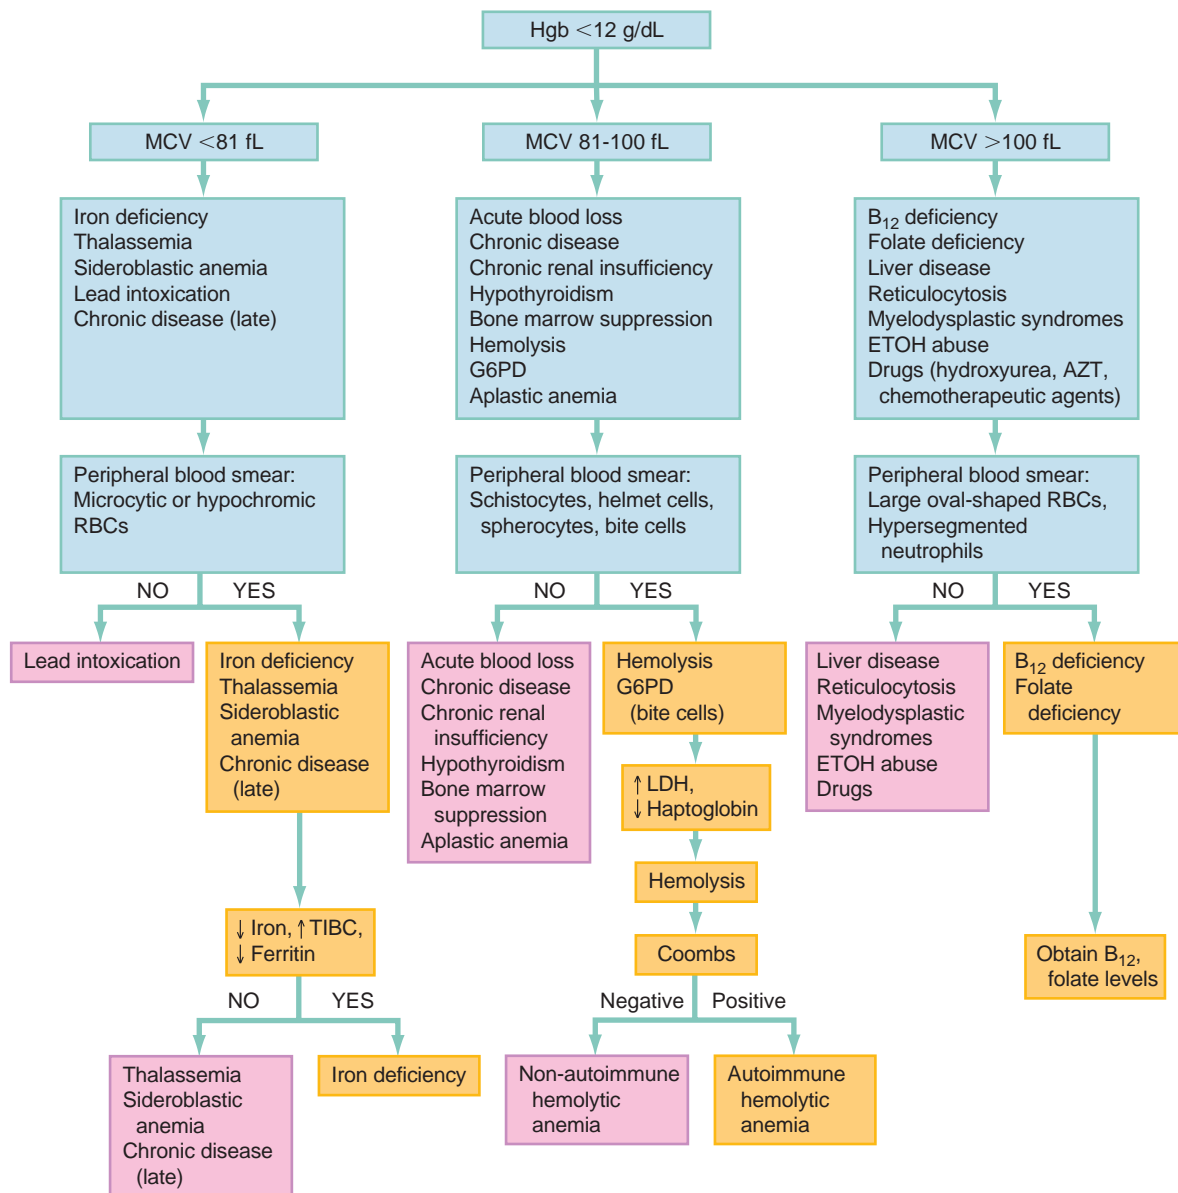 Hgb <12 g/dL
MCV <81 fL
MCV 81-100 fL
MCV >100 fL
Iron deficiency
Thalassemia
Sideroblastic anemia
Lead intoxication
Chronic disease (late)
Acute blood loss
Chronic disease
Chronic renal insufficiency
Hypothyroidism
Bone marrow suppression
Hemolysis
G6PD
Aplastic anemia
B12 deficiency
Folate deficiency
Liver disease
Reticulocytosis
Myelodysplastic syndromes
ETOH abuse
Drugs (hydroxyurea, AZT,
chemotherapeutic agents)
Peripheral blood smear:
Microcytic or hypochromic
RBCs
Peripheral blood smear:
Schistocytes, helmet cells,
spherocytes, bite cells
Peripheral blood smear:
Large oval-shaped RBCs,
Hypersegmented
neutrophils
NO
YES
NO
YES
NO
YES
Lead intoxication
Iron deficiency
Thalassemia
Sideroblastic
anemia
Chronic disease
(late)
Acute blood loss
Chronic disease
Chronic renal
insufficiency
Hypothyroidism
Bone marrow
suppression
Aplastic anemia
Hemolysis
G6PD
(bite cells)
Liver disease
Reticulocytosis
Myelodysplastic
syndromes
ETOH abuse
Drugs
B12 deficiency
Folate
deficiency
↑ LDH,
↓ Haptoglobin
Hemolysis
↓ Iron, ↑ TIBC,
↓ Ferritin
Coombs
Obtain B12,
folate levels
NO
YES
Negative
Positive
Thalassemia
Sideroblastic
anemia
Chronic disease
(late)
Iron deficiency
Non-autoimmune
hemolytic
anemia
Autoimmune
hemolytic
anemia